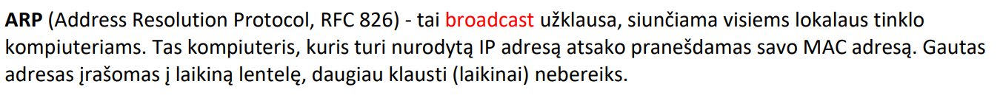 ARP (Address Resolution Protocol, RFC 826) - tai broadcast užklausa, siunčiama visiems lokalaus tinklo
kompiuteriams. Tas kompiuteris, kuris turi nurodytą IP adresą atsako pranešdamas savo MAC adresą. Gautas
adresas įrašomas į laikiną lentelę, daugiau klausti (laikinai) nebereiks.